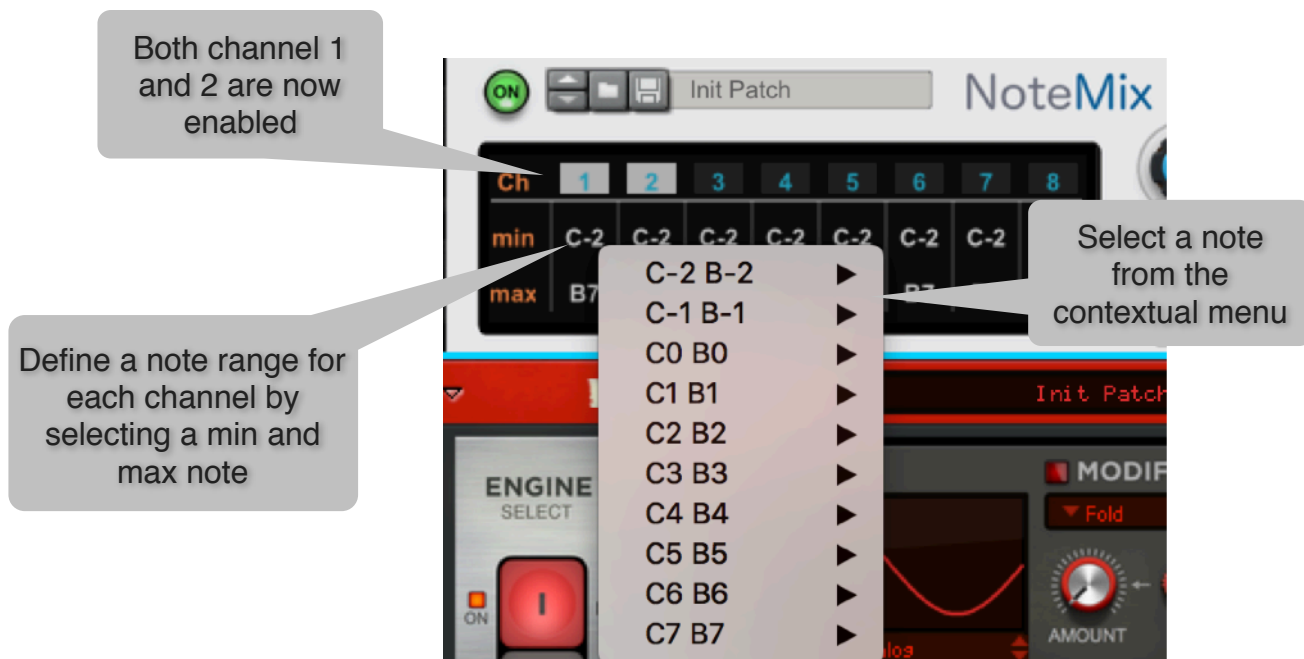 Both channel 1
and 2 are now
enabled
ON
Init Patch
NoteMix
Ch 1 2 3 4 5 6 7 8
min C-2 C-2 C-2 C-2 C-2 C-2 C-2
max B7
Select a note
from the
contextual menu
Define a note range for
each channel by
selecting a min and
max note
C-2 B-2
C-1 B-1
C0 B0
C1 B1
C2 B2
C3 B3
C4 B4
C5 B5
C6 B6
C7 B7
Init Patch
ENGINE
SELECT
I
ON
MODIF
Fold
AMOUNT